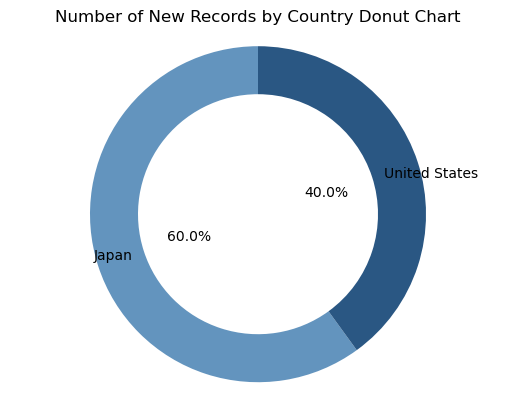 Number of New Records by Country Donut Chart
United States
40.0%
60.0%
Japan